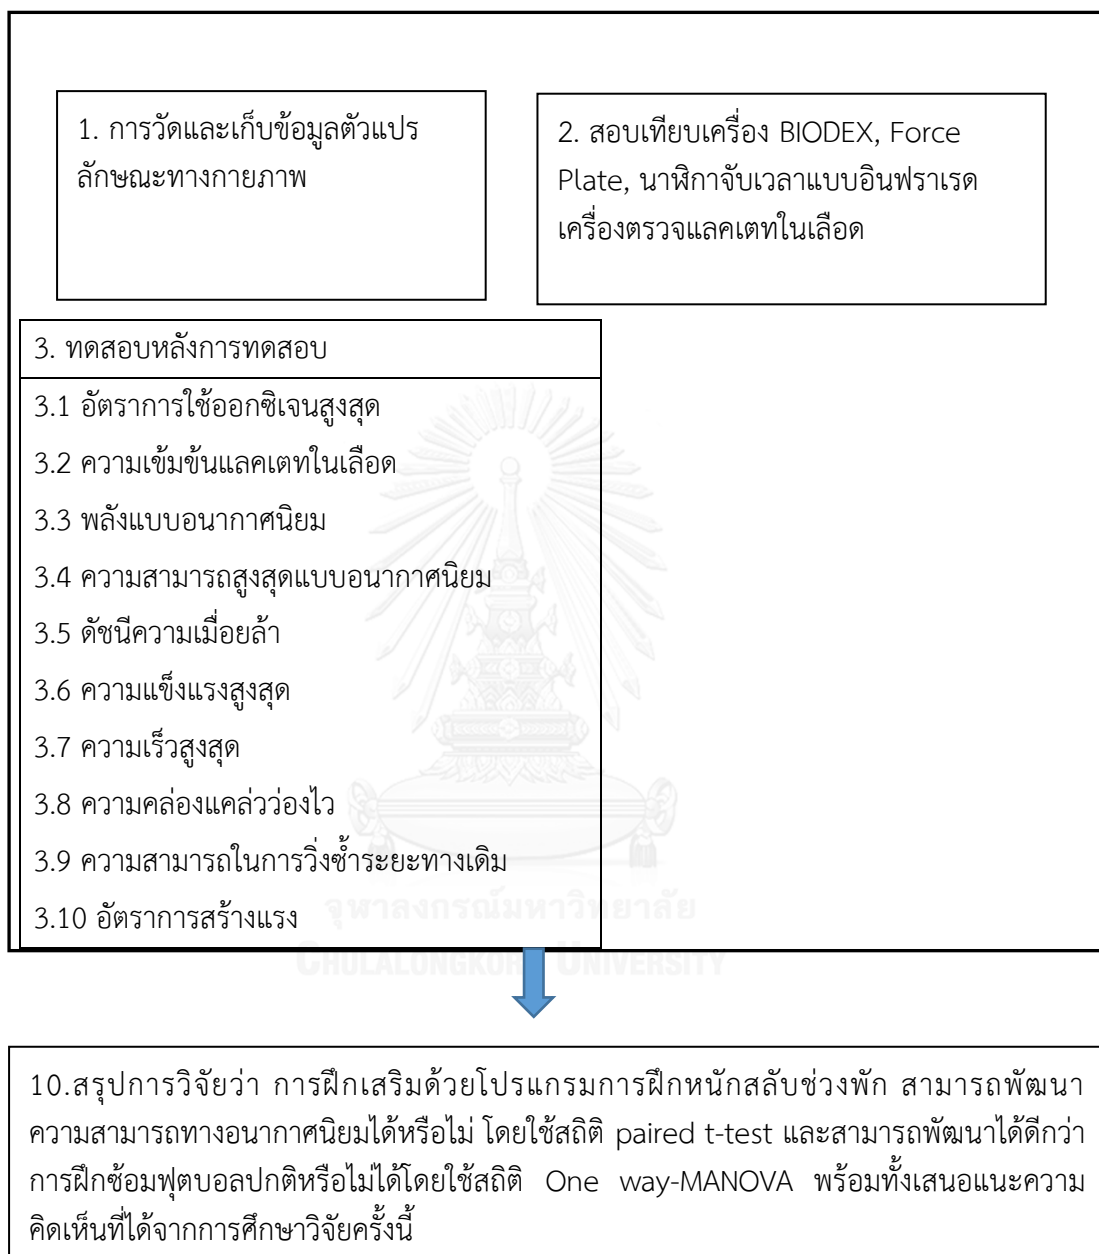 1. การวัดและเก็บข้อมูลตัวแปร
ลักษณะทางกายภาพ
2. สอบเทียบเครื่อง BIODEX, Force
Plate, นาฬิกาจับเวลาแบบอินฟราเรด
เครื่องตรวจแลคเตทในเลือด
3. ทดสอบหลังการทดสอบ
3.1 อัตราการใช้ออกซิเจนสูงสุด
3.2 ความเข้มข้นแลคเตทในเลือด
3.3 พลังแบบอนากาศนิยม
3.4 ความสามารถสูงสุดแบบอนากาศนิยม
3.5 ดัชนีความเมื่อยล้า
3.6 ความแข็งแรงสูงสุด
3.7 ความเร็วสูงสุด
3.8 ความคล่องแคล่วว่องไว
3.9 ความสามารถในการวิ่งซ้ำระยะทางเดิม
3.10 อัตราการสร้างแรง
จุฬาลงกรณ์มหาวิทยาลัย
CHULALONGKORN UNIVERSITY
10.สรุปการวิจัยว่า การฝึกเสริมด้วยโปรแกรมการฝึกหนักสลับช่วงพัก สามารถพัฒนา
ความสามารถทางอนากาศนิยมได้หรือไม่ โดยใช้สถิติ paired t-test และสามารถพัฒนาได้ดีกว่า
การฝึกซ้อมฟุตบอลปกติหรือไม่ได้โดยใช้สถิติ One way-MANOVA พร้อมทั้งเสนอแนะความ
คิดเห็นที่ได้จากการศึกษาวิจัยครั้งนี้